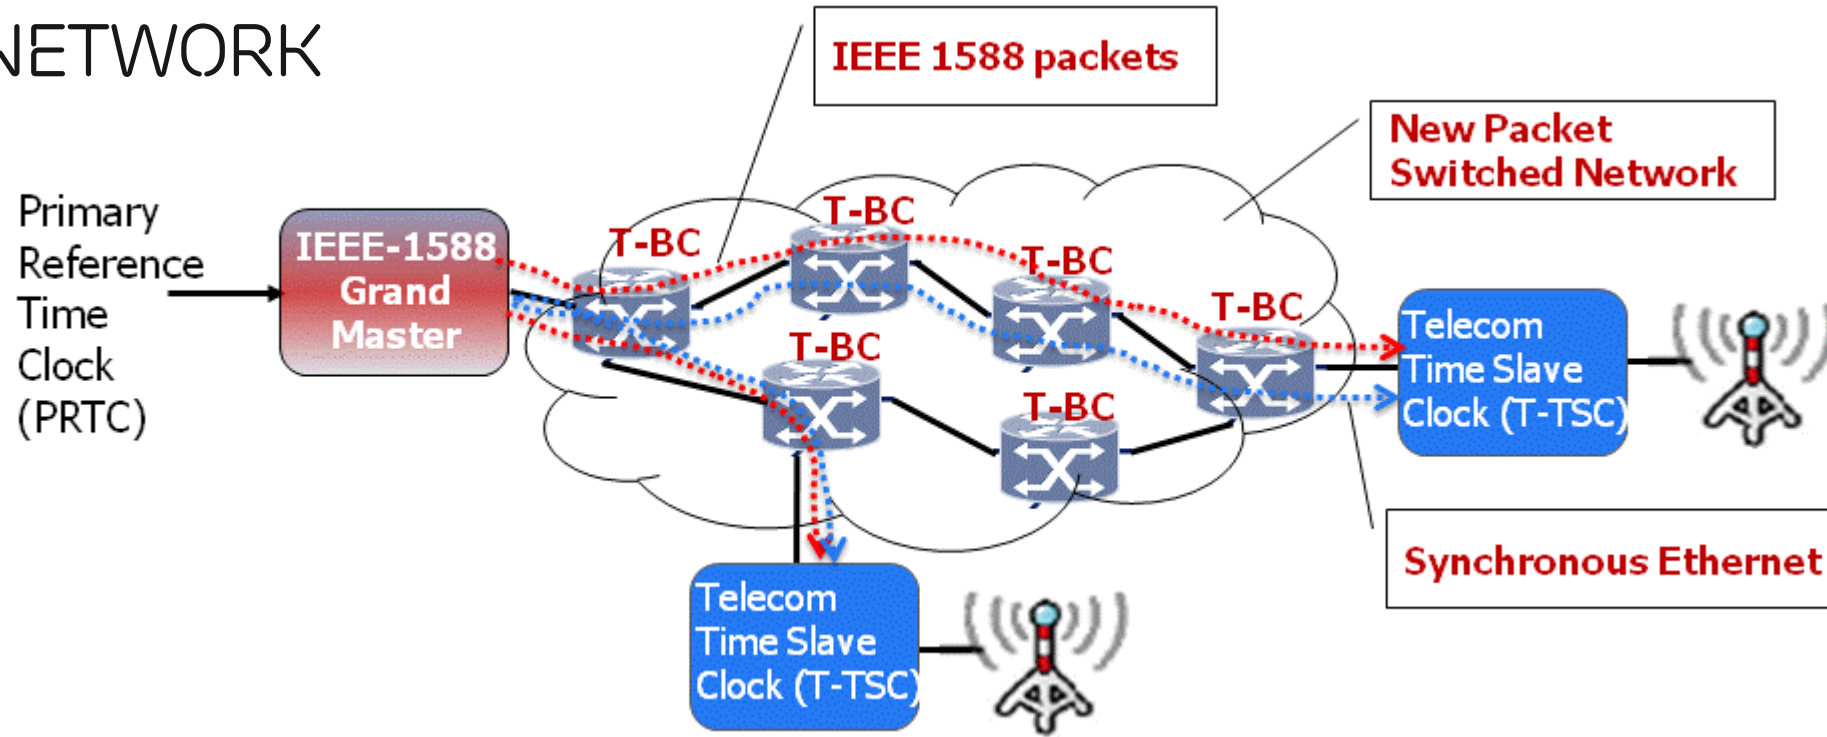 NETWORK
IEEE 1588 packets
New Packet
Switched Network
Primary
Reference
Time
Clock
(PRTC)
IEEE-1588
Grand
Master
T-BC
T-BC
T-BC
T-BC
T-BC
T-BC
Telecom
Time Slave
Clock (T-TSC)
Synchronous Ethernet
Telecom
Time Slave
Clock (T-TSC)